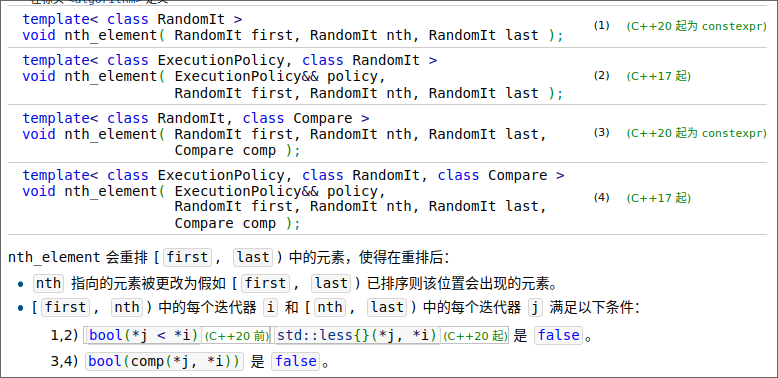 template< class RandomIt >
void nth_element( RandomIt first, RandomIt nth, RandomIt last ); (1) (C++20 起为 constexpr)
template< class ExecutionPolicy, class RandomIt >
void nth_element( ExecutionPolicy&& policy,
RandomIt first, RandomIt nth, RandomIt last ); (2) (C++17 起)
template< class RandomIt, class Compare >
void nth_element( RandomIt first, RandomIt nth, RandomIt last,
Compare comp ); (3) (C++20 起为 constexpr)
template< class ExecutionPolicy, class RandomIt, class Compare >
void nth_element( ExecutionPolicy&& policy,
RandomIt first, RandomIt nth, RandomIt last,
Compare comp ); (4) (C++17 起)
nth_element 会重排 [first, last) 中的元素，使得在重排后：
• nth 指向的元素被更改为假如 [first, last) 已排序则该位置会出现的元素。
• [first, nth) 中的每个迭代器 i 和 [nth, last) 中的每个迭代器 j 满足以下条件：
1,2) bool(*j < *i) (C++20 前) std::less{}(*j, *i) (C++20 起) 是 false。
3,4) bool(comp(*j, *i)) 是 false。